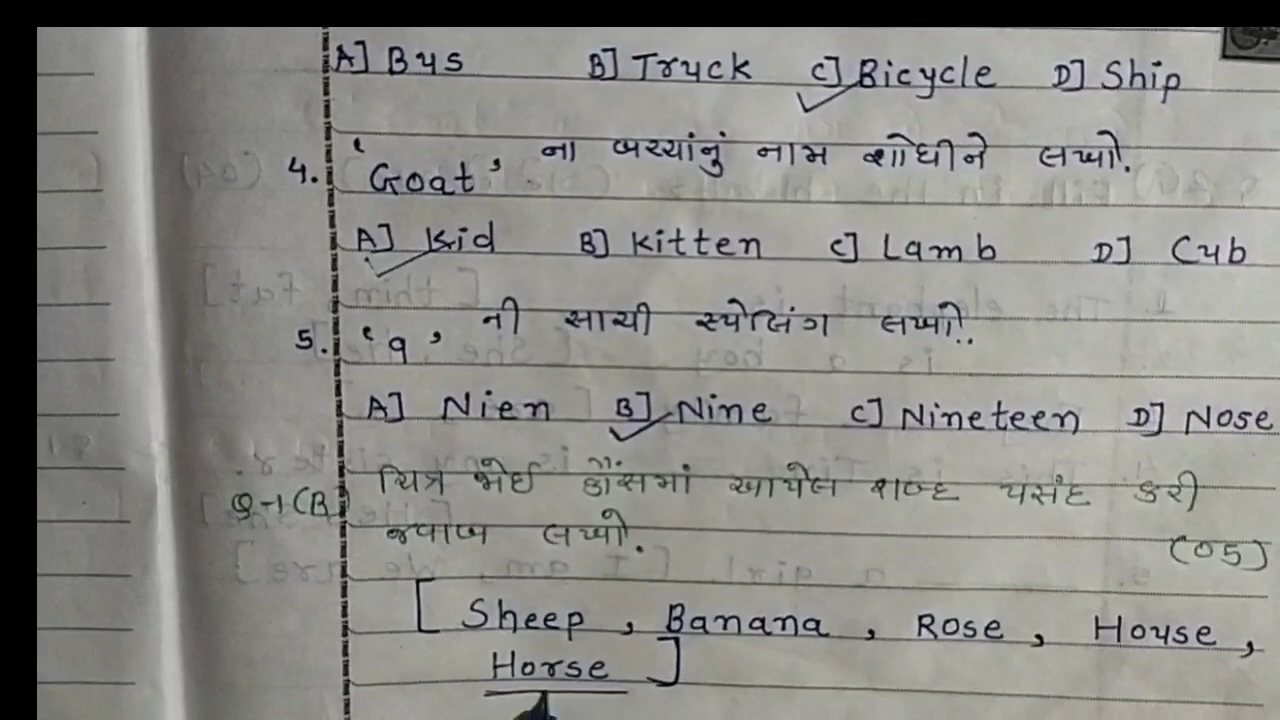 A] Bus B] Truck C] Bicycle D] Ship
4. 'Goat' ના બચ્ચાંનું નામ શોધીને લખો.
A] Kid B] Kitten C] Lamb D] Cub
5. '9' ની સાચી સ્પેલિંગ લખો.
A] Nien B] Nine C] Nineteen D] Nose
Q-1(B) ચિત્ર જોઈ કૌંસમાં આપેલ શબ્દ પસંદ કરી
જવાબ લખો. (05)
[ Sheep , Banana , Rose , House ,
Horse ]